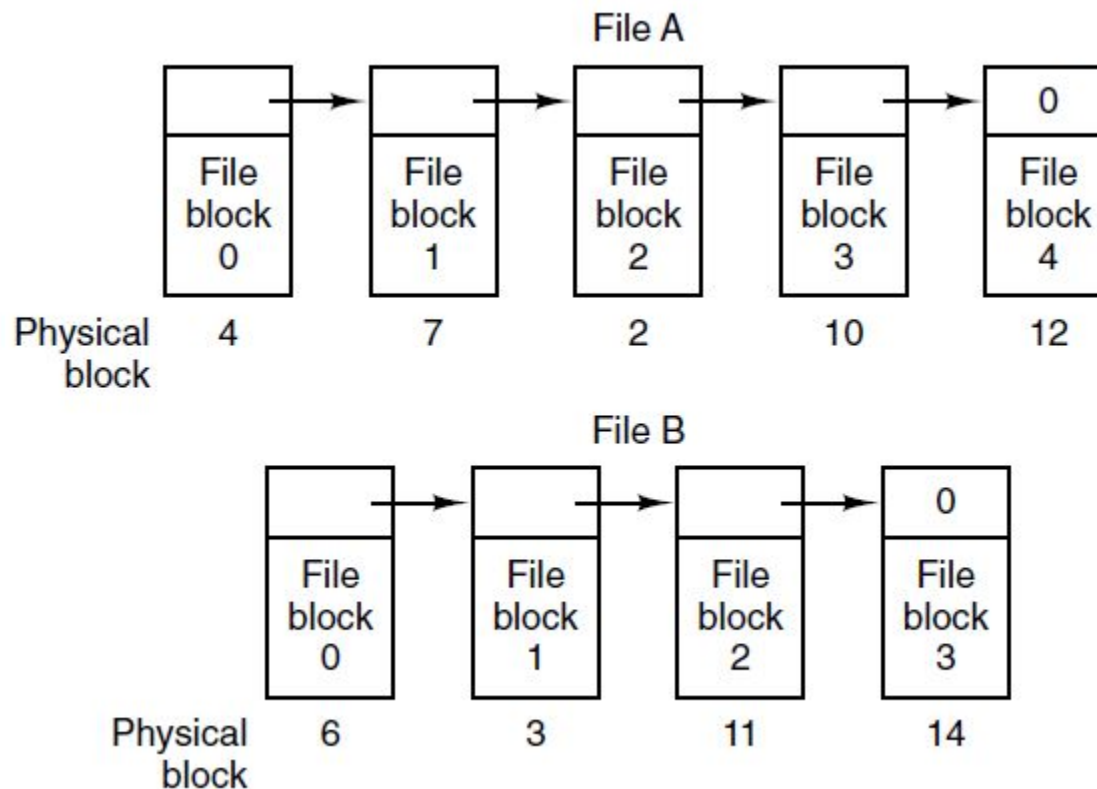 File A
0
File block 0
File block 1
File block 2
File block 3
File block 4
Physical block
4
7
2
10
12
File B
0
File block 0
File block 1
File block 2
File block 3
Physical block
6
3
11
14